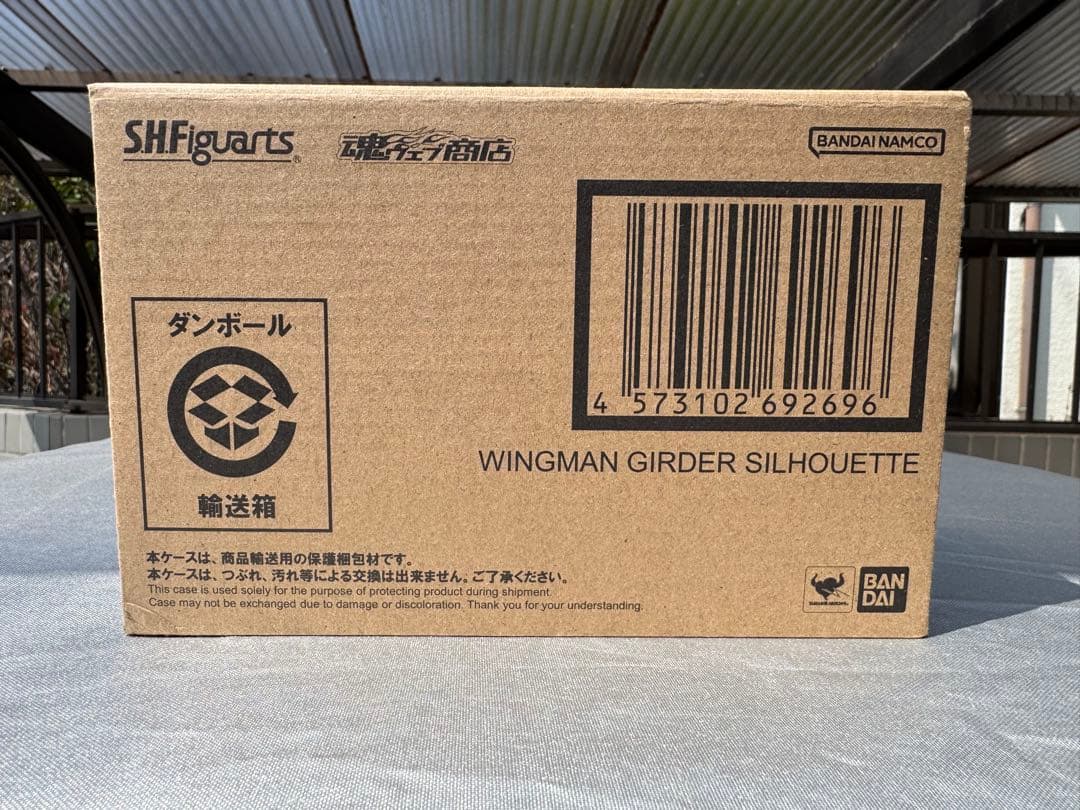 S.H.Figuarts®
魂ウェブ商店
BANDAI NAMCO
4 573102 692696
WINGMAN GIRDER SILHOUETTE
ダンボール
輸送箱
本ケースは、商品輸送用の保護梱包材です。
本ケースは、つぶれ、汚れ等による交換は出来ません。ご了承ください。
This case is used solely for the purpose of protecting product during shipment.
Case may not be exchanged due to damage or discoloration. Thank you for your understanding.
BAN
DAI